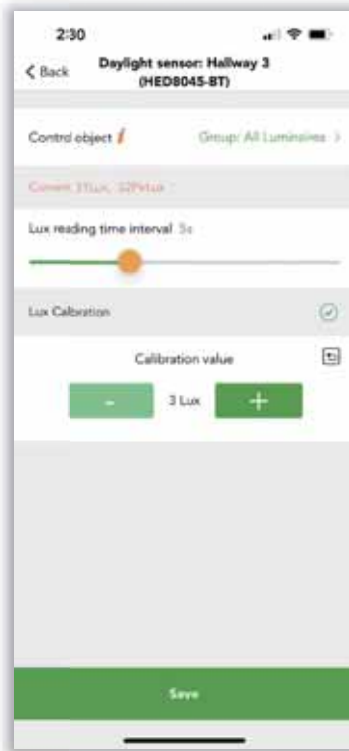 2:30
Back
Daylight sensor: Hallway 3
(HED8045-BT)
Control object
Group: All Luminaires
Current
Lux reading time interval 5s
Lux Calibration
Calibration value
- 3 Lux +
Save